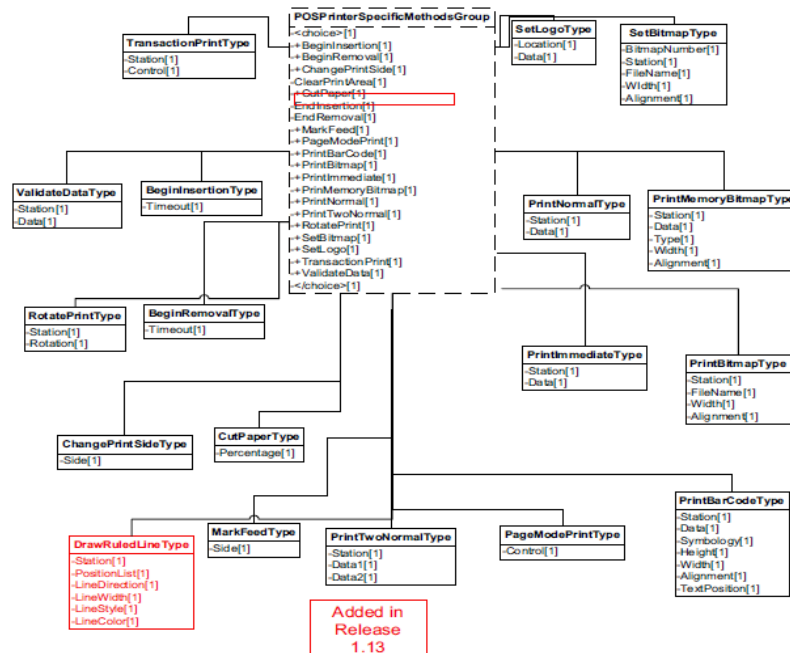 POSPrinterSpecificMethodsGroup
-<choice>[1]
-+BeginInsertion[1]
-+BeginRemoval[1]
-+ChangePrintSide[1]
-ClearPrintArea[1]
-+CutPaper[1]
-EndInsertion[1]
-EndRemoval[1]
-+MarkFeed[1]
-+PageModePrint[1]
-+PrintBarCode[1]
-+PrintBitmap[1]
-+PrintImmediate[1]
-+PrinMemoryBitmap[1]
-+PrintNormal[1]
-+PrintTwoNormal[1]
-+RotatePrint[1]
-+SetBitmap[1]
-+SetLogo[1]
-+TransactionPrint[1]
-+ValidateData[1]
-</choice>[1]
TransactionPrintType
-Station[1]
-Control[1]
SetLogoType
-Location[1]
-Data[1]
SetBitmapType
-BitmapNumber[1]
-Station[1]
-FileName[1]
-Width[1]
-Alignment[1]
ValidateDataType
-Station[1]
-Data[1]
BeginInsertionType
-Timeout[1]
PrintNormalType
-Station[1]
-Data[1]
PrintMemoryBitmapType
-Station[1]
-Data[1]
-Type[1]
-Width[1]
-Alignment[1]
RotatePrintType
-Station[1]
-Rotation[1]
BeginRemovalType
-Timeout[1]
PrintImmediateType
-Station[1]
-Data[1]
PrintBitmapType
-Station[1]
-FileName[1]
-Width[1]
-Alignment[1]
ChangePrintSideType
-Side[1]
CutPaperType
-Percentage[1]
DrawRuledLineType
-Station[1]
-PositionList[1]
-LineDirection[1]
-LineWidth[1]
-LineStyle[1]
-LineColor[1]
MarkFeedType
-Side[1]
PrintTwoNormalType
-Station[1]
-Data1[1]
-Data2[1]
PageModePrintType
-Control[1]
PrintBarCodeType
-Station[1]
-Data[1]
-Symbology[1]
-Height[1]
-Width[1]
-Alignment[1]
-TextPosition[1]
Added in
Release
1.13